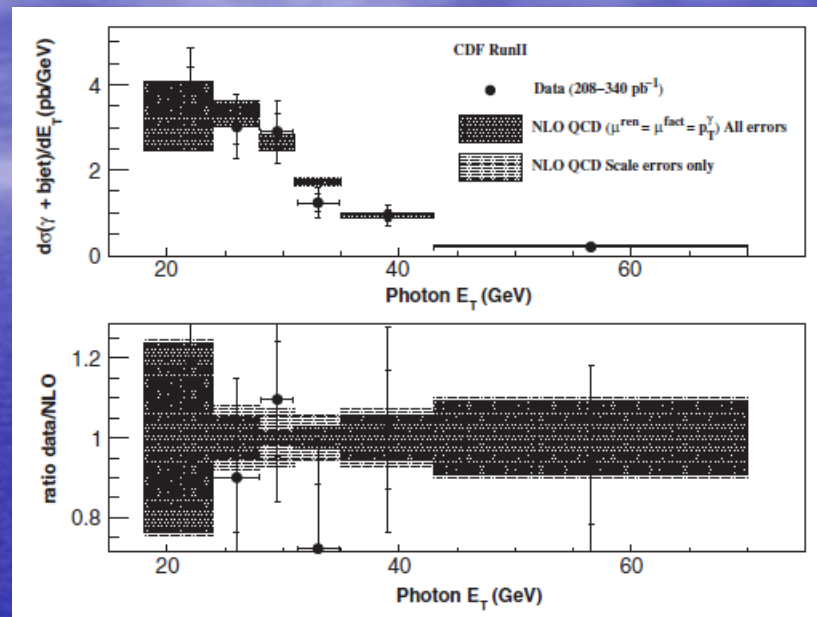 CDF RunII
Data (208–340 pb⁻¹)
NLO QCD (μ^ren = μ^fact = p_T^γ) All errors
NLO QCD Scale errors only
dσ(γ + bjet)/dE_T(pb/GeV)
4
2
0
20 40 60
Photon E_T (GeV)
ratio data/NLO
1.2
1
0.8
20 40 60
Photon E_T (GeV)